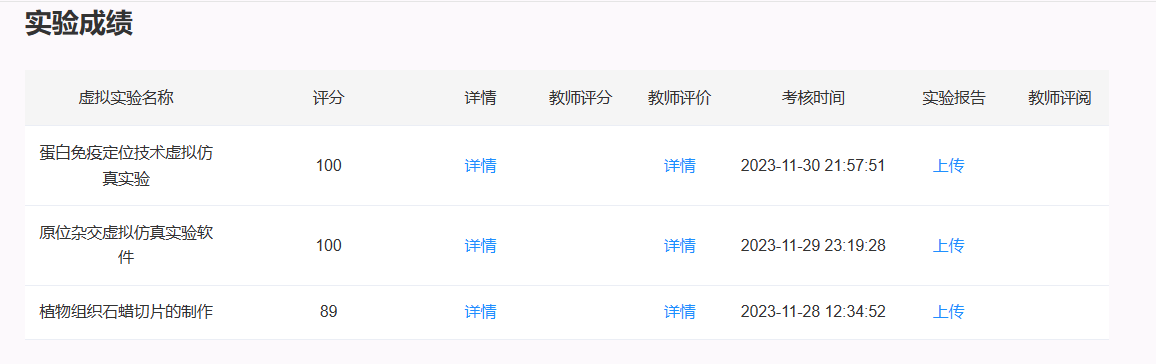 实验成绩
虚拟实验名称 评分 详情 教师评分 教师评价 考核时间 实验报告 教师评阅
蛋白免疫定位技术虚拟仿
真实验 100 详情 详情 2023-11-30 21:57:51 上传
原位杂交虚拟仿真实验软
件 100 详情 详情 2023-11-29 23:19:28 上传
植物组织石蜡切片的制作 89 详情 详情 2023-11-28 12:34:52 上传